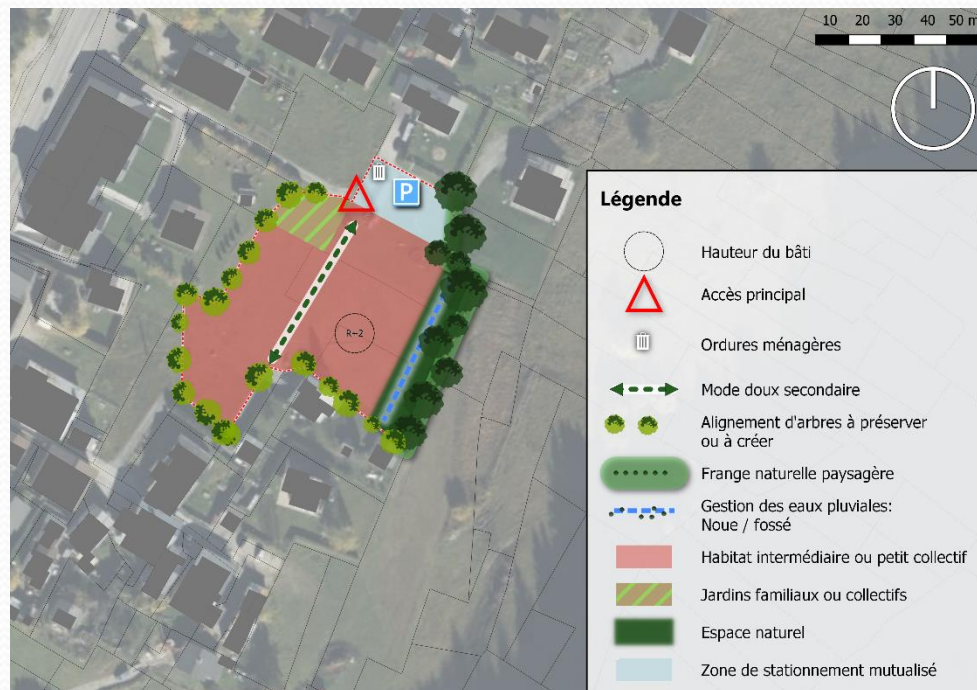 10 20 30 40 50 m
P
R+2
Légende
Hauteur du bâti
Accès principal
Ordures ménagères
Mode doux secondaire
Alignement d'arbres à préserver
ou à créer
Frange naturelle paysagère
Gestion des eaux pluviales:
Noue / fossé
Habitat intermédiaire ou petit collectif
Jardins familiaux ou collectifs
Espace naturel
Zone de stationnement mutualisé